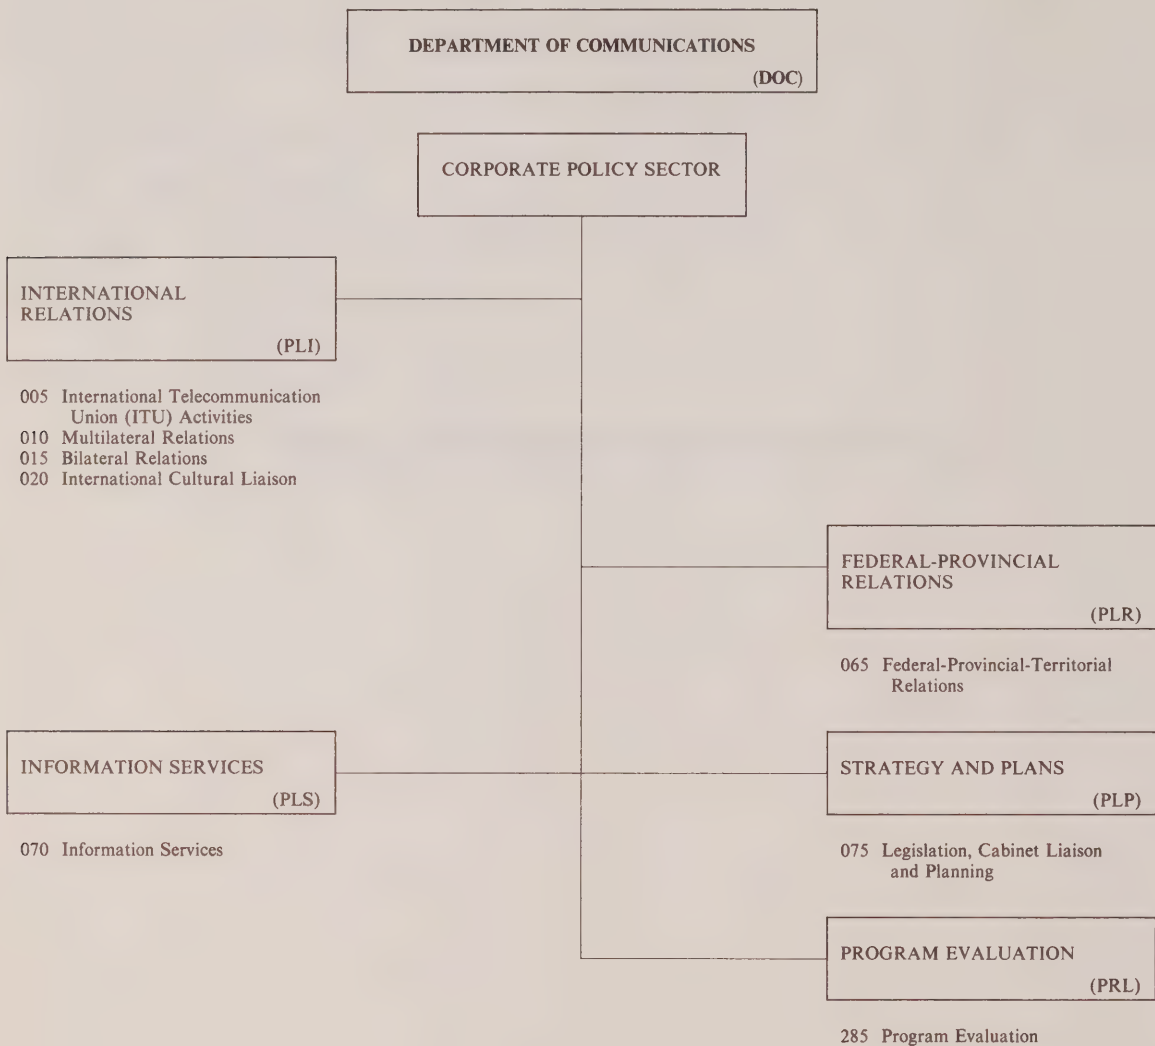 DEPARTMENT OF COMMUNICATIONS
(DOC)
CORPORATE POLICY SECTOR
INTERNATIONAL
RELATIONS
(PLI)
005 International Telecommunication
Union (ITU) Activities
010 Multilateral Relations
015 Bilateral Relations
020 International Cultural Liaison
FEDERAL-PROVINCIAL
RELATIONS
(PLR)
065 Federal-Provincial-Territorial
Relations
INFORMATION SERVICES
(PLS)
070 Information Services
STRATEGY AND PLANS
(PLP)
075 Legislation, Cabinet Liaison
and Planning
PROGRAM EVALUATION
(PRL)
285 Program Evaluation